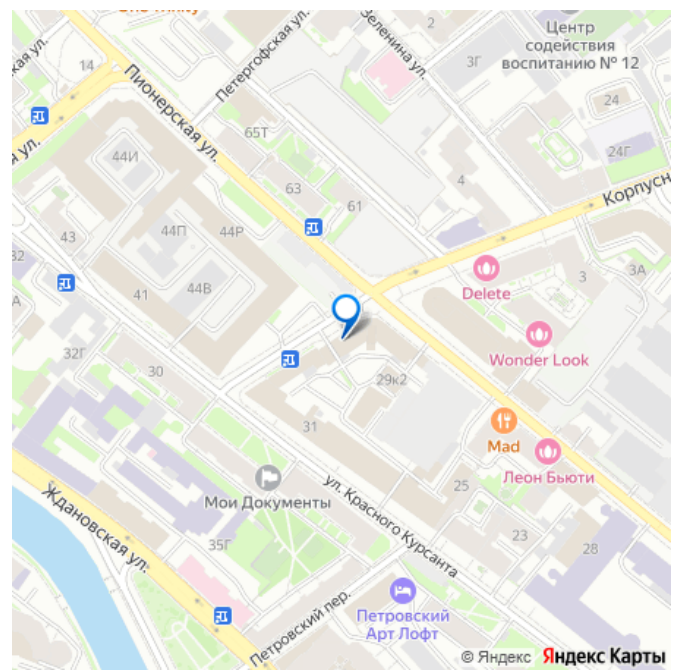 14
Пионерская ул.
Петергофская ул.
Зеленина ул.
2
3Г
Центр
содействия
воспитанию № 12
24
24Г
65Т
44И
63
61
4
Корпусн
ая ул.
43
44П
44Р
32
41
44В
Delete
3
3А
А
32Г
30
Wonder Look
29к2
31
Mad
Леон Бьюти
25
Мои Документы
ул. Красного Курсанта
23
28
Ждановская ул.
35Г
Петровский пер.
Петровский
Арт Лофт
© Яндекс Яндекс Карты